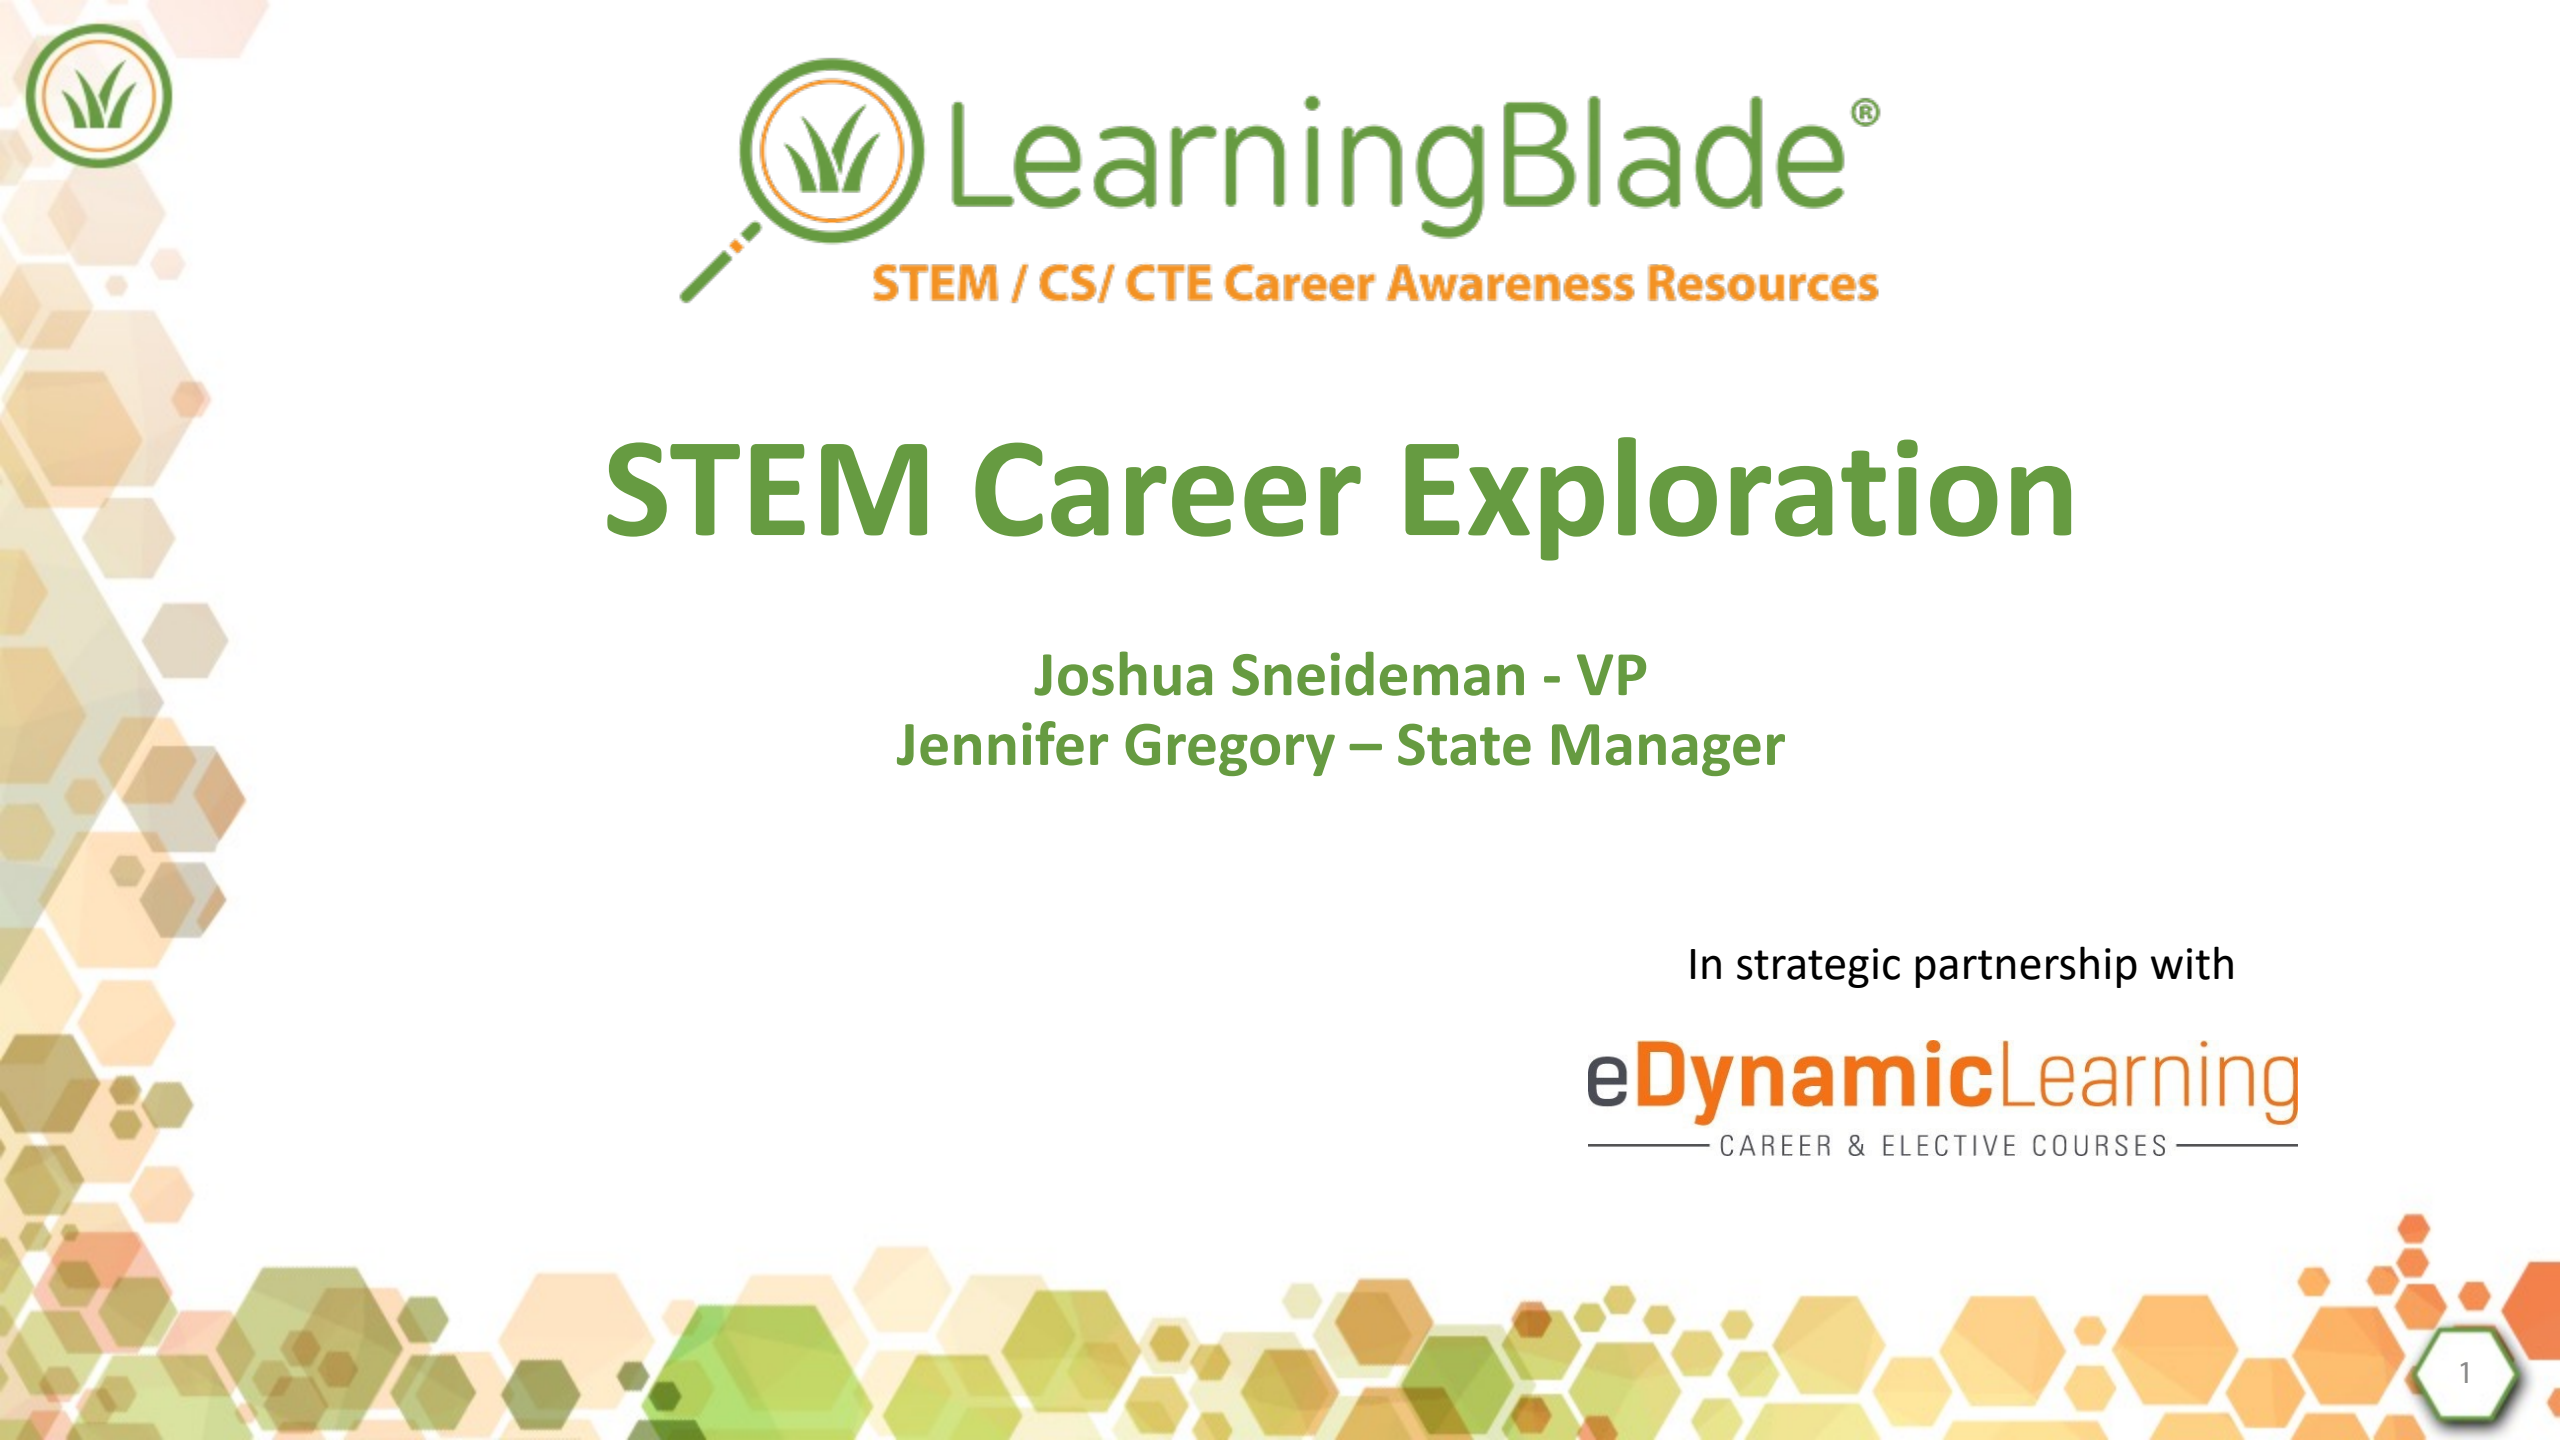 LearningBlade®
STEM / CS/ CTE Career Awareness Resources
STEM Career Exploration
Joshua Sneideman - VP
Jennifer Gregory – State Manager
In strategic partnership with
eDynamicLearning
CAREER & ELECTIVE COURSES
1